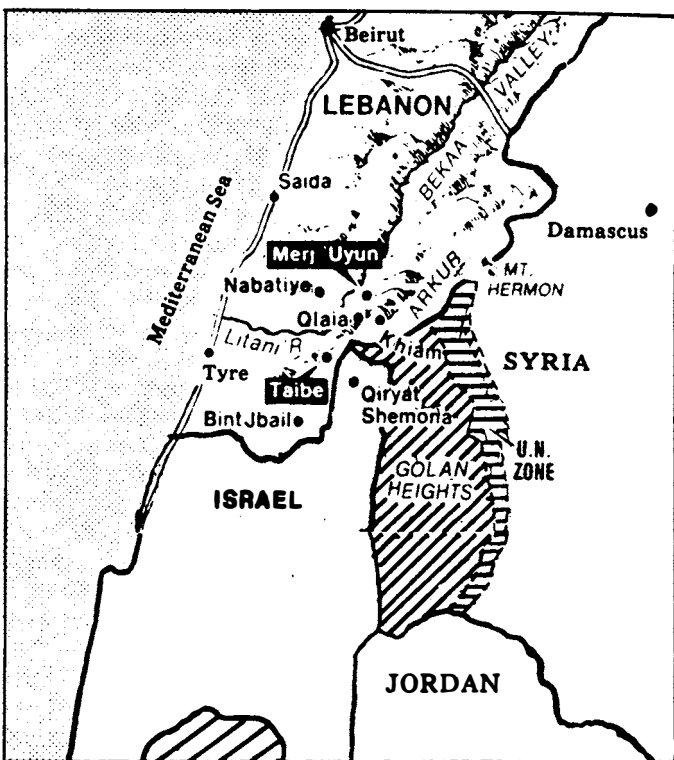 Beirut
VALLEY
LEBANON
BEKAA
Mediterranean Sea
Saida
Damascus
Merj 'Uyun
ARKUB
MT.
HERMON
Nabatiye
Qlaia
Khiam
Litani R.
SYRIA
Tyre
Taibe
Qiryat
Shemona
Bint Jbail
U.N.
ZONE
GOLAN
HEIGHTS
ISRAEL
JORDAN